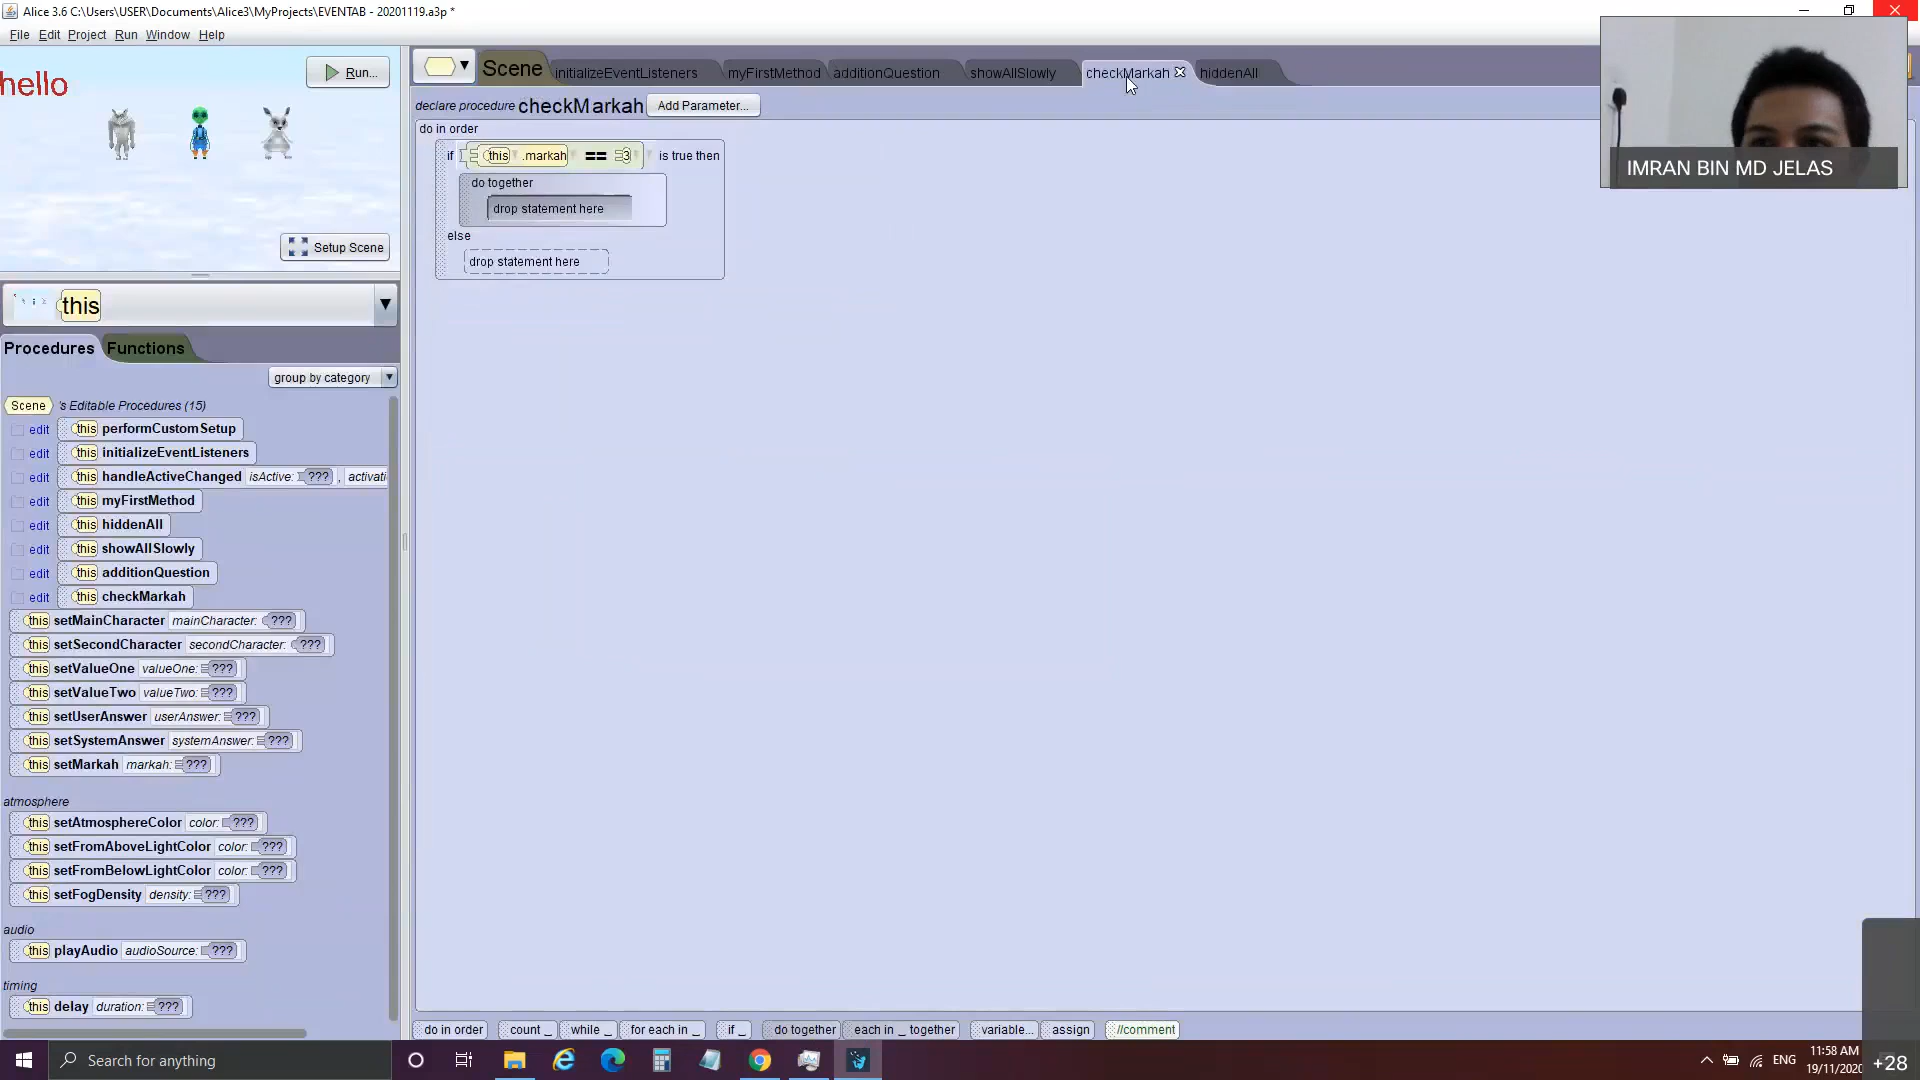 Alice 3.6 C:\Users\USER\Documents\Alice3\MyProjects\EVENTAB - 20201119.a3p *
File Edit Project Run Window Help
hello
Run...
Setup Scene
this
Procedures Functions
group by category
Scene 's Editable Procedures (15)
edit this performCustomSetup
edit this initializeEventListeners
edit this handleActiveChanged isActive: ??? , activati
edit this myFirstMethod
edit this hiddenAll
edit this showAllSlowly
edit this additionQuestion
edit this checkMarkah
this setMainCharacter mainCharacter: ???
this setSecondCharacter secondCharacter: ???
this setValueOne valueOne: ???
this setValueTwo valueTwo: ???
this setUserAnswer userAnswer: ???
this setSystemAnswer systemAnswer: ???
this setMarkah markah: ???
atmosphere
this setAtmosphereColor color: ???
this setFromAboveLightColor color: ???
this setFromBelowLightColor color: ???
this setFogDensity density: ???
audio
this playAudio audioSource: ???
timing
this delay duration: ???
Scene initializeEventListeners myFirstMethod additionQuestion showAllSlowly checkMarkah hiddenAll
declare procedure checkMarkah Add Parameter...
do in order
if this .markah == 3 is true then
do together
drop statement here
else
drop statement here
do in order count _ while _ for each in _ if _ do together each in _ together variable... assign //comment
IMRAN BIN MD JELAS
Search for anything
ENG
11:58 AM
19/11/2020
+28